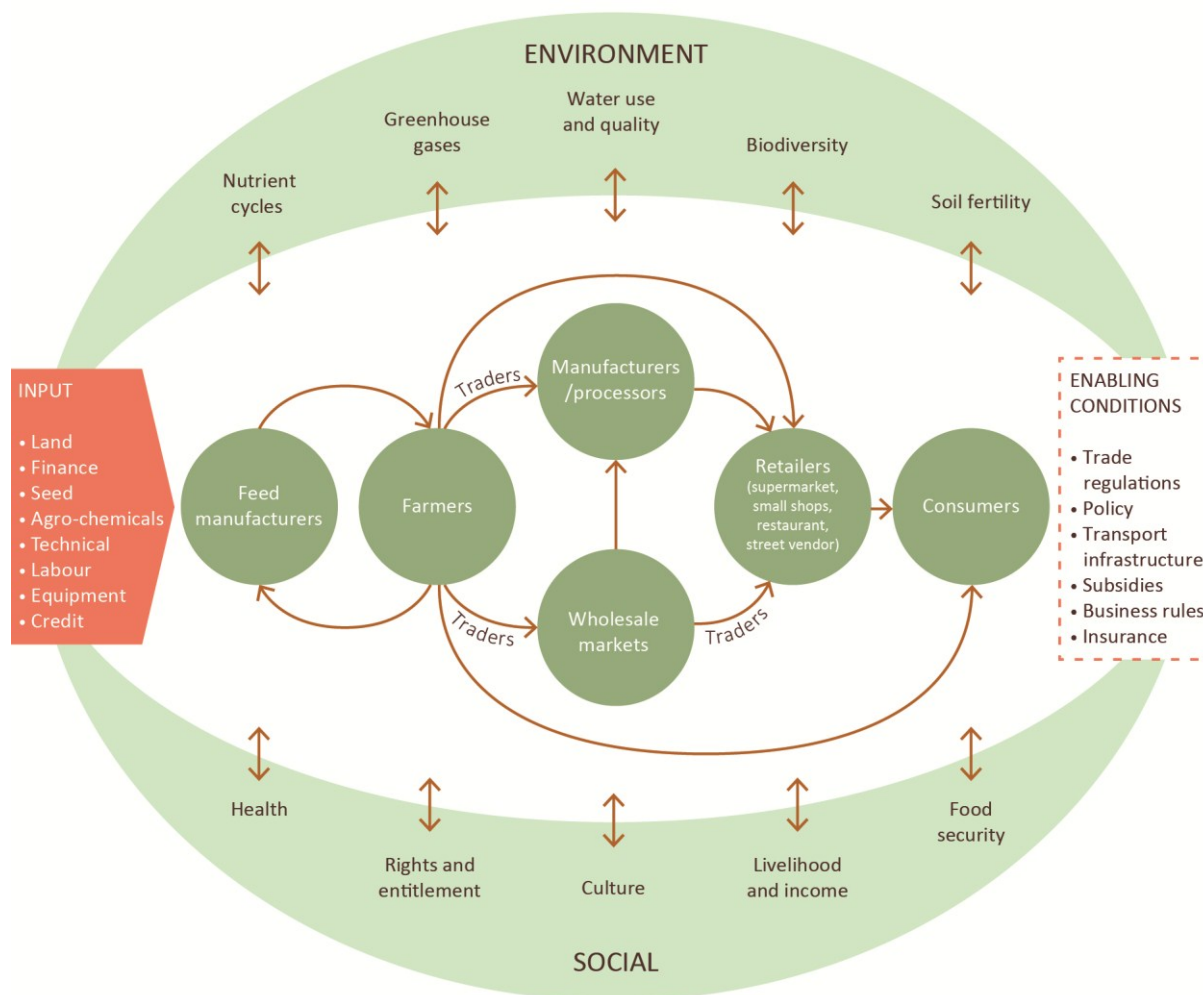 ENVIRONMENT
Water use
and quality
Greenhouse
gases
Biodiversity
Nutrient
cycles
Soil fertility
INPUT
• Land
• Finance
• Seed
• Agro-chemicals
• Technical
• Labour
• Equipment
• Credit
Feed
manufacturers
Farmers
Traders
Manufacturers
/processors
Traders
Wholesale
markets
Traders
Retailers
(supermarket,
small shops,
restaurant,
street vendor)
Consumers
ENABLING
CONDITIONS
• Trade
regulations
• Policy
• Transport
infrastructure
• Subsidies
• Business rules
• Insurance
Health
Rights and
entitlement
Culture
Livelihood
and income
Food
security
SOCIAL